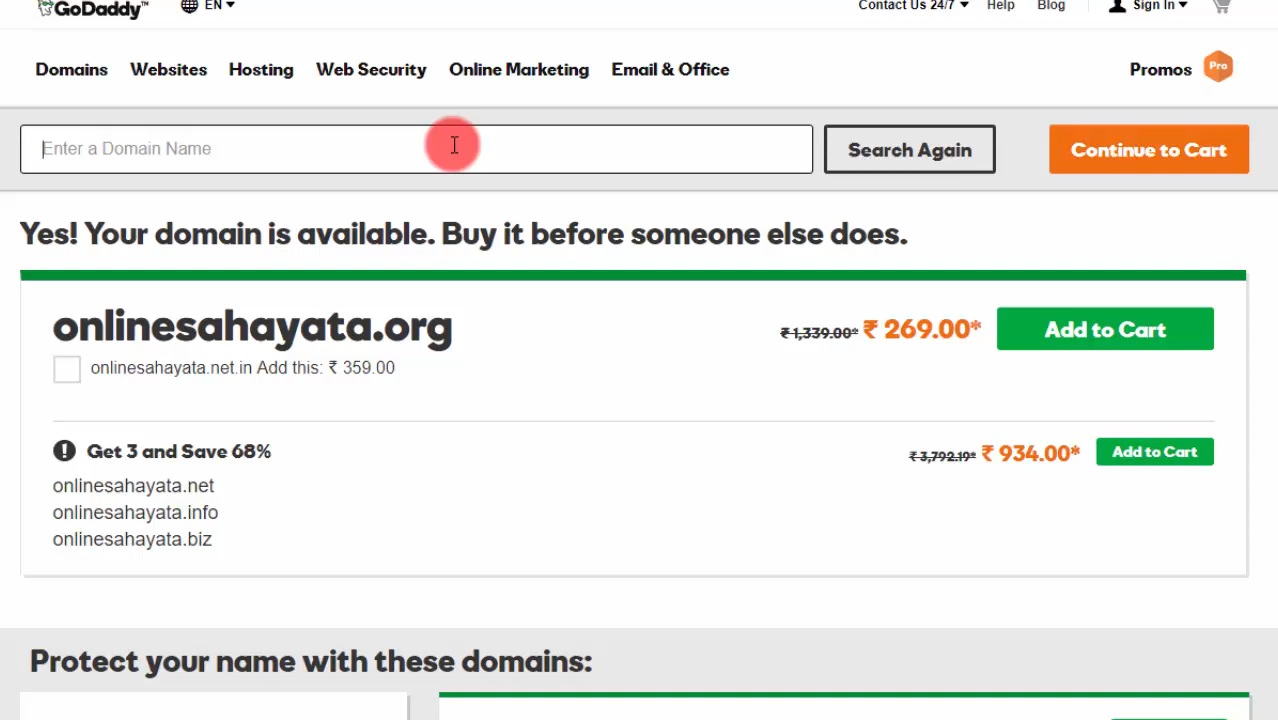 GoDaddy™ EN Contact Us 24/7 Help Blog Sign In
Domains Websites Hosting Web Security Online Marketing Email & Office Promos Pro
Enter a Domain Name Search Again Continue to Cart
Yes! Your domain is available. Buy it before someone else does.
onlinesahayata.org ₹ 1,339.00* ₹ 269.00* Add to Cart
onlinesahayata.net.in Add this: ₹ 359.00
! Get 3 and Save 68% ₹ 3,792.19* ₹ 934.00* Add to Cart
onlinesahayata.net
onlinesahayata.info
onlinesahayata.biz
Protect your name with these domains: